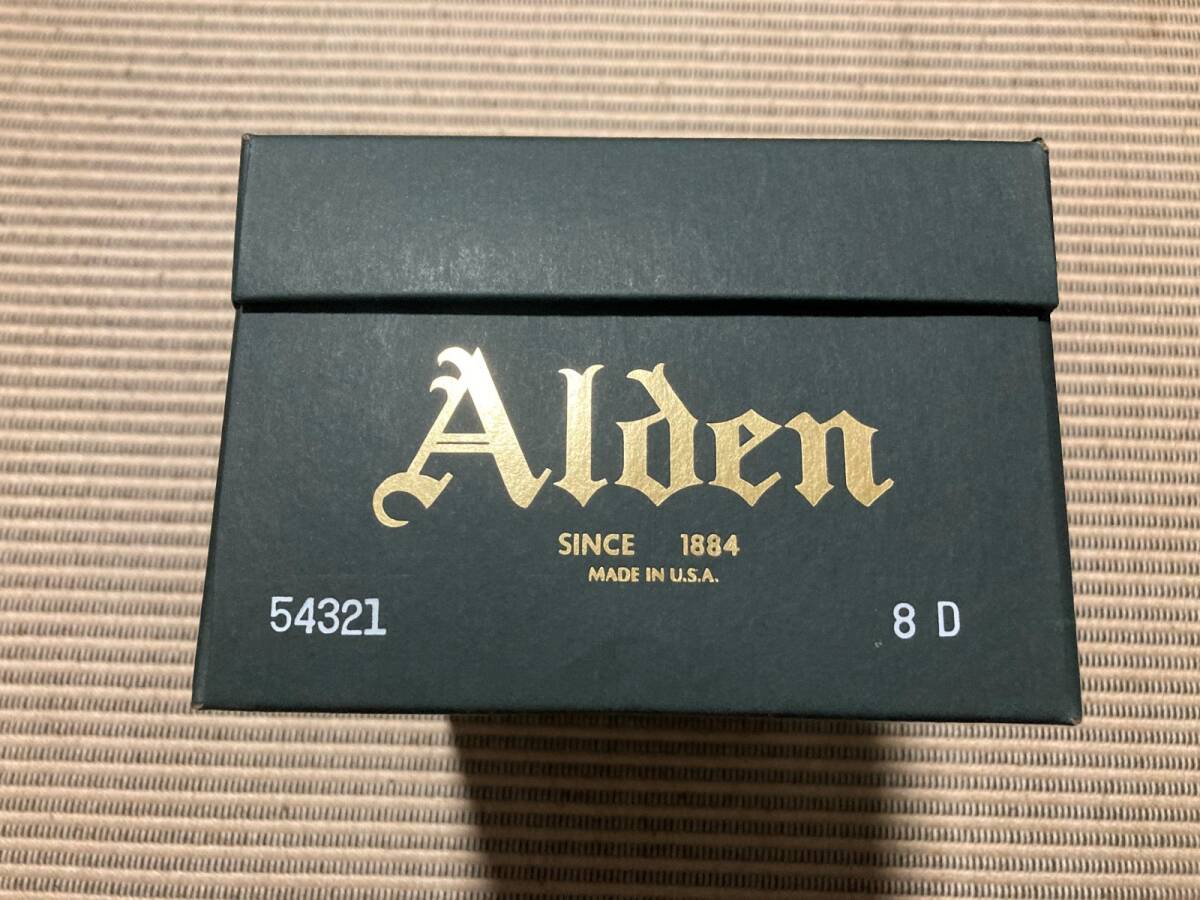 Alden
SINCE 1884
MADE IN U.S.A.
54321 8 D